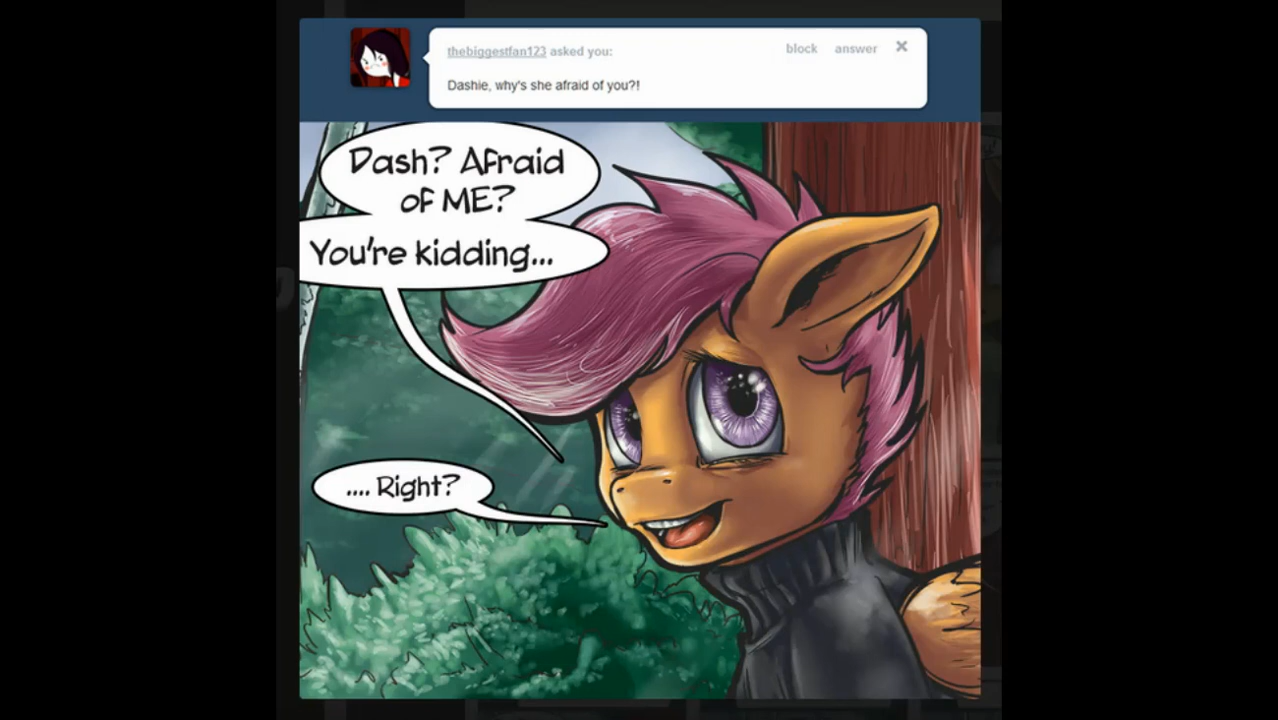 thebiggestfan123 asked you:
block answer
Dashie, why's she afraid of you?!
Dash? Afraid
of ME?
You're kidding...
.... Right?